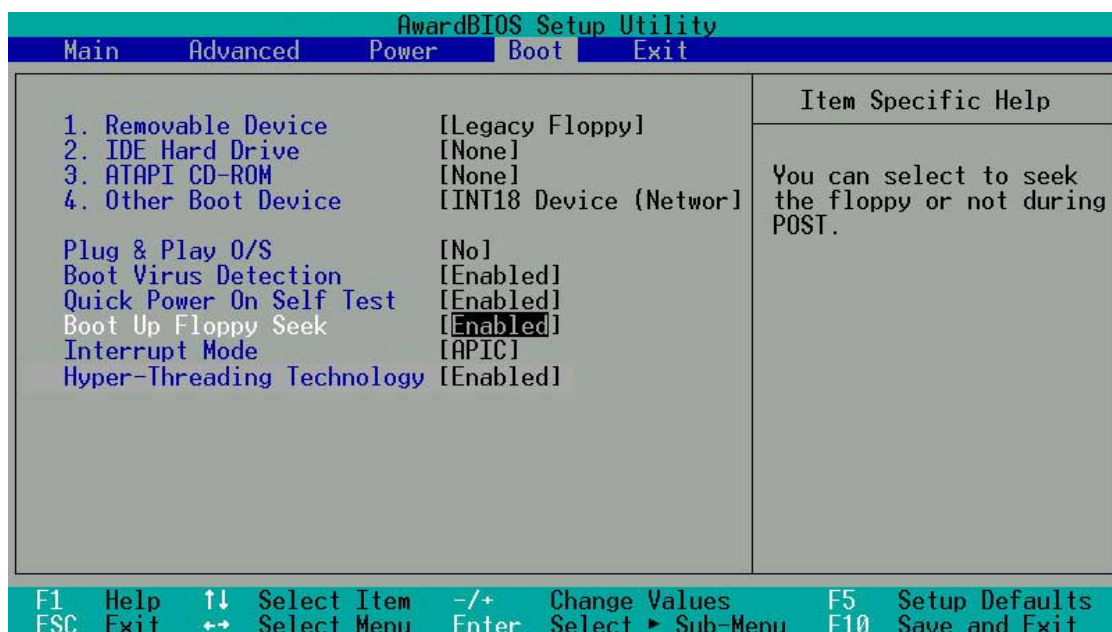 AwardBIOS Setup Utility
Main Advanced Power Boot Exit
1. Removable Device [Legacy Floppy]
2. IDE Hard Drive [None]
3. ATAPI CD-ROM [None]
4. Other Boot Device [INT18 Device (Networ]
Plug & Play O/S [No]
Boot Virus Detection [Enabled]
Quick Power On Self Test [Enabled]
Boot Up Floppy Seek [Enabled]
Interrupt Mode [APIC]
Hyper-Threading Technology [Enabled]
Item Specific Help
You can select to seek
the floppy or not during
POST.
F1 Help ↑↓ Select Item -/+ Change Values F5 Setup Defaults
ESC Exit ←→ Select Menu Enter Select ► Sub-Menu F10 Save and Exit